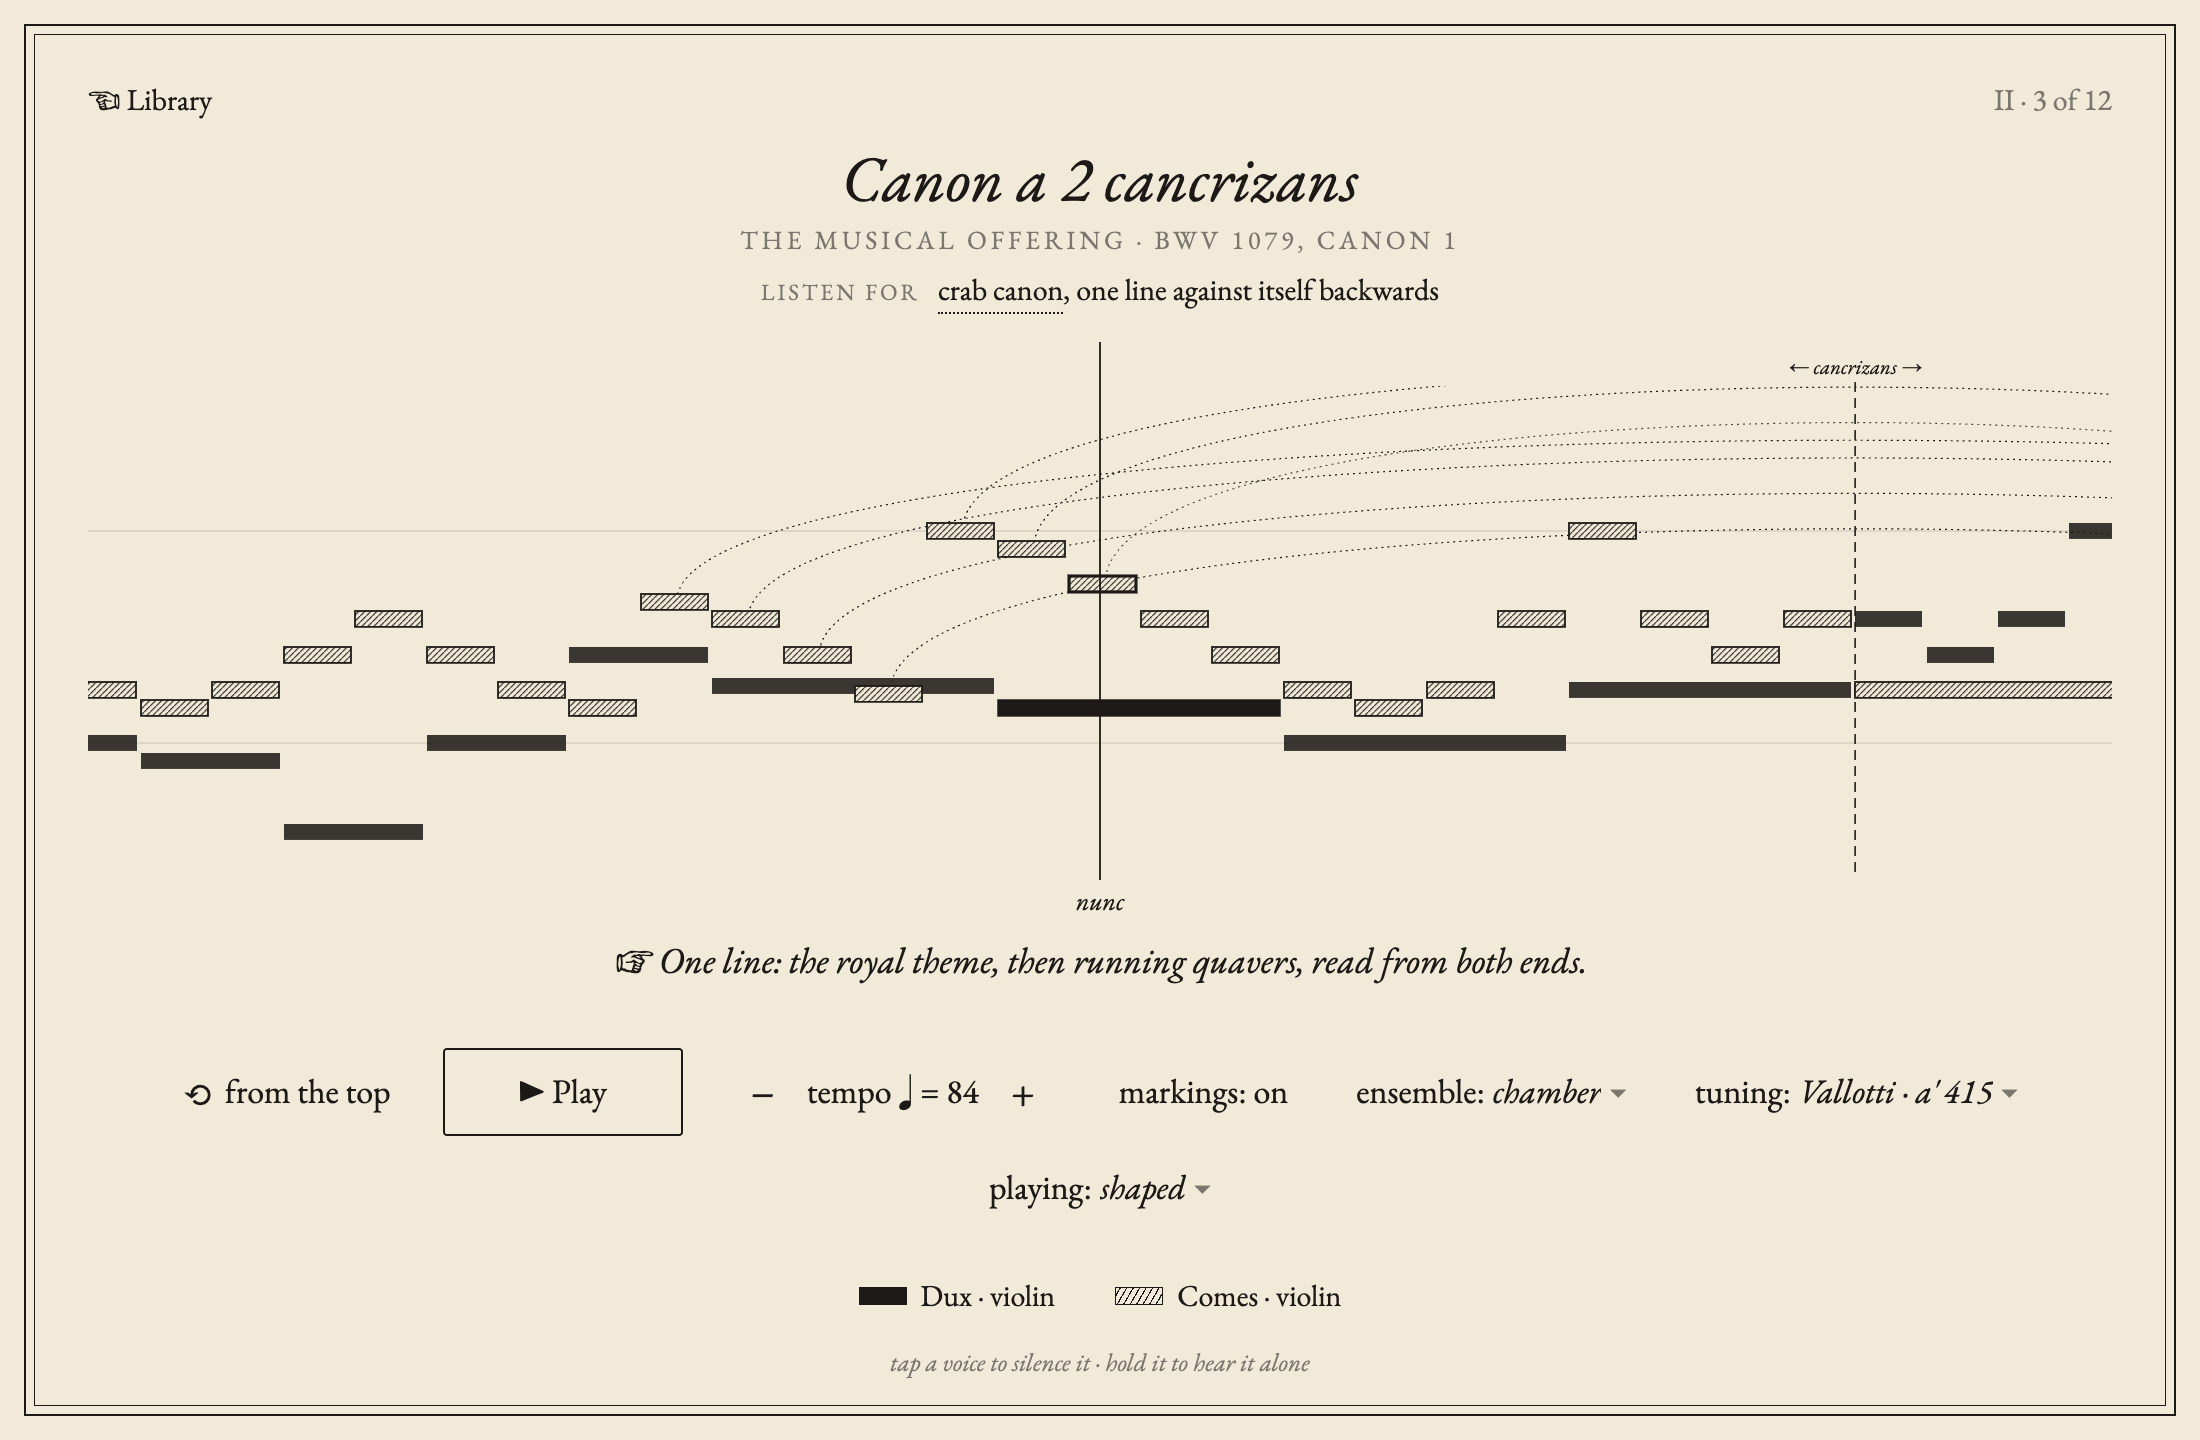 ☜ Library
II · 3 of 12
Canon a 2 cancrizans
THE MUSICAL OFFERING · BWV 1079, CANON 1
LISTEN FOR crab canon, one line against itself backwards
← cancrizans →
nunc
☞ One line: the royal theme, then running quavers, read from both ends.
⟲ from the top
▶ Play
− tempo ♩ = 84 +
markings: on
ensemble: chamber
tuning: Vallotti · a' 415
playing: shaped
Dux · violin
Comes · violin
tap a voice to silence it · hold it to hear it alone